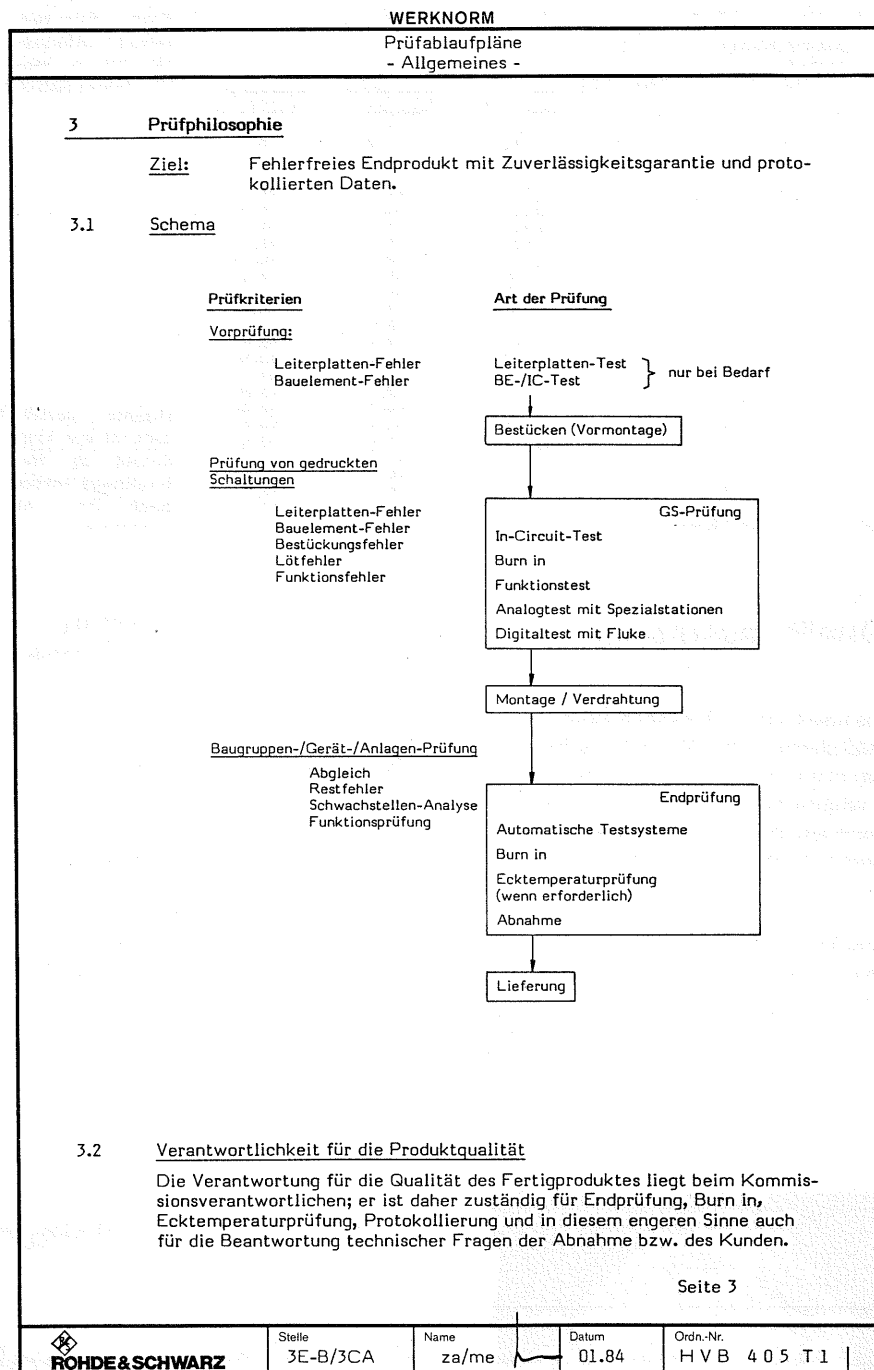 WERKNORM
Prüfablaufpläne
- Allgemeines -
3 Prüfphilosophie
Ziel: Fehlerfreies Endprodukt mit Zuverlässigkeitsgarantie und proto-
kollierten Daten.
3.1 Schema
Prüfkriterien Art der Prüfung
Vorprüfung:
Leiterplatten-Fehler Leiterplatten-Test
Bauelement-Fehler BE-/IC-Test
nur bei Bedarf
Bestücken (Vormontage)
Prüfung von gedruckten
Schaltungen
Leiterplatten-Fehler
Bauelement-Fehler
Bestückungsfehler
Lötfehler
Funktionsfehler
GS-Prüfung
In-Circuit-Test
Burn in
Funktionstest
Analogtest mit Spezialstationen
Digitaltest mit Fluke
Montage / Verdrahtung
Baugruppen-/Gerät-/Anlagen-Prüfung
Abgleich
Restfehler
Schwachstellen-Analyse
Funktionsprüfung
Endprüfung
Automatische Testsysteme
Burn in
Ecktemperaturprüfung
(wenn erforderlich)
Abnahme
Lieferung
3.2 Verantwortlichkeit für die Produktqualität
Die Verantwortung für die Qualität des Fertigproduktes liegt beim Kommis-
sionsverantwortlichen; er ist daher zuständig für Endprüfung, Burn in,
Ecktemperaturprüfung, Protokollierung und in diesem engeren Sinne auch
für die Beantwortung technischer Fragen der Abnahme bzw. des Kunden.
Seite 3
ROHDE&SCHWARZ
Stelle Name Datum Ordn.-Nr.
3E-B/3CA za/me 01.84 HVB 405 T1